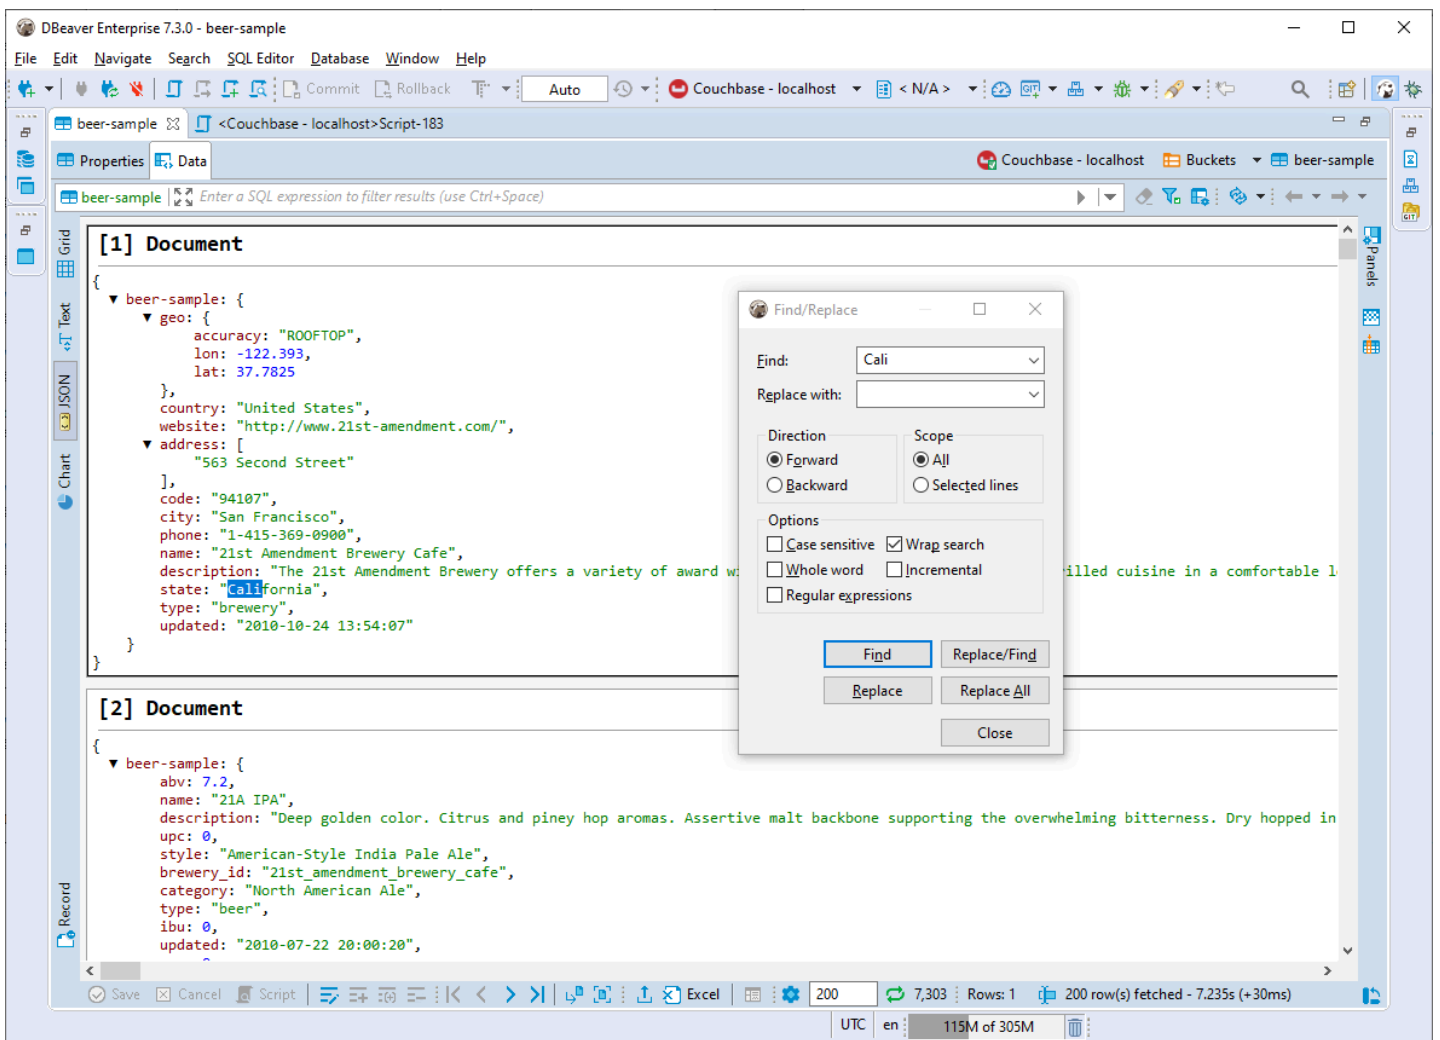 DBeaver Enterprise 7.3.0 - beer-sample
File Edit Navigate Search SQL Editor Database Window Help
Commit Rollback Auto Couchbase - localhost < N/A >
beer-sample <Couchbase - localhost>Script-183
Properties Data Couchbase - localhost Buckets beer-sample
beer-sample Enter a SQL expression to filter results (use Ctrl+Space)
Grid
Text
JSON
Chart
Record
Panels
GIT
[1] Document
{
beer-sample: {
geo: {
accuracy: "ROOFTOP",
lon: -122.393,
lat: 37.7825
},
country: "United States",
website: "http://www.21st-amendment.com/",
address: [
"563 Second Street"
],
code: "94107",
city: "San Francisco",
phone: "1-415-369-0900",
name: "21st Amendment Brewery Cafe",
description: "The 21st Amendment Brewery offers a variety of award w illed cuisine in a comfortable l
state: "California",
type: "brewery",
updated: "2010-10-24 13:54:07"
}
}
[2] Document
{
beer-sample: {
abv: 7.2,
name: "21A IPA",
description: "Deep golden color. Citrus and piney hop aromas. Assertive malt backbone supporting the overwhelming bitterness. Dry hopped in
upc: 0,
style: "American-Style India Pale Ale",
brewery_id: "21st_amendment_brewery_cafe",
category: "North American Ale",
type: "beer",
ibu: 0,
updated: "2010-07-22 20:00:20",
Find/Replace
Find: Cali
Replace with:
Direction Scope
Forward All
Backward Selected lines
Options
Case sensitive Wrap search
Whole word Incremental
Regular expressions
Find Replace/Find
Replace Replace All
Close
Save Cancel Script Excel 200 7,303 Rows: 1 200 row(s) fetched - 7.235s (+30ms)
UTC en 115M of 305M